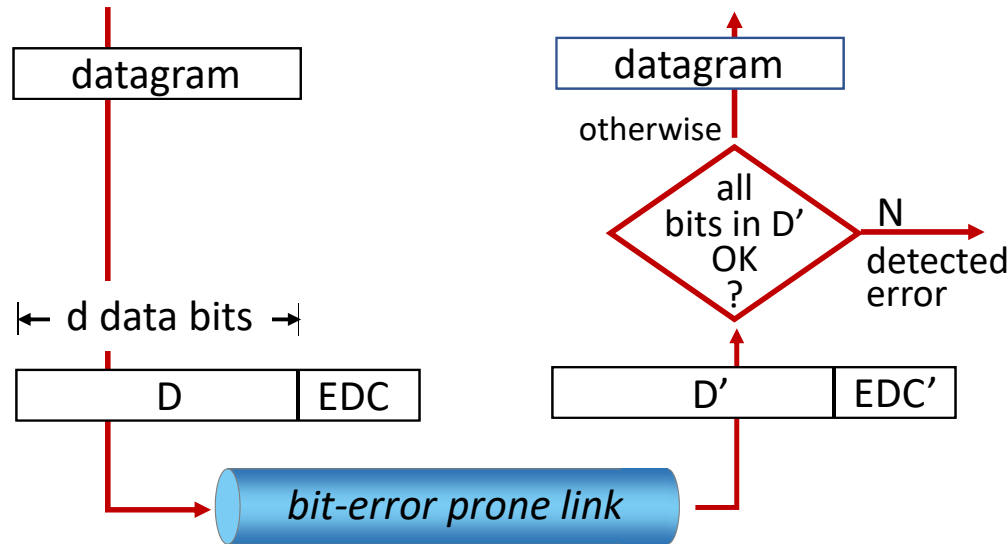 datagram
d data bits
D
EDC
bit-error prone link
D’
EDC’
all
bits in D’
OK
?
N
detected
error
otherwise
datagram